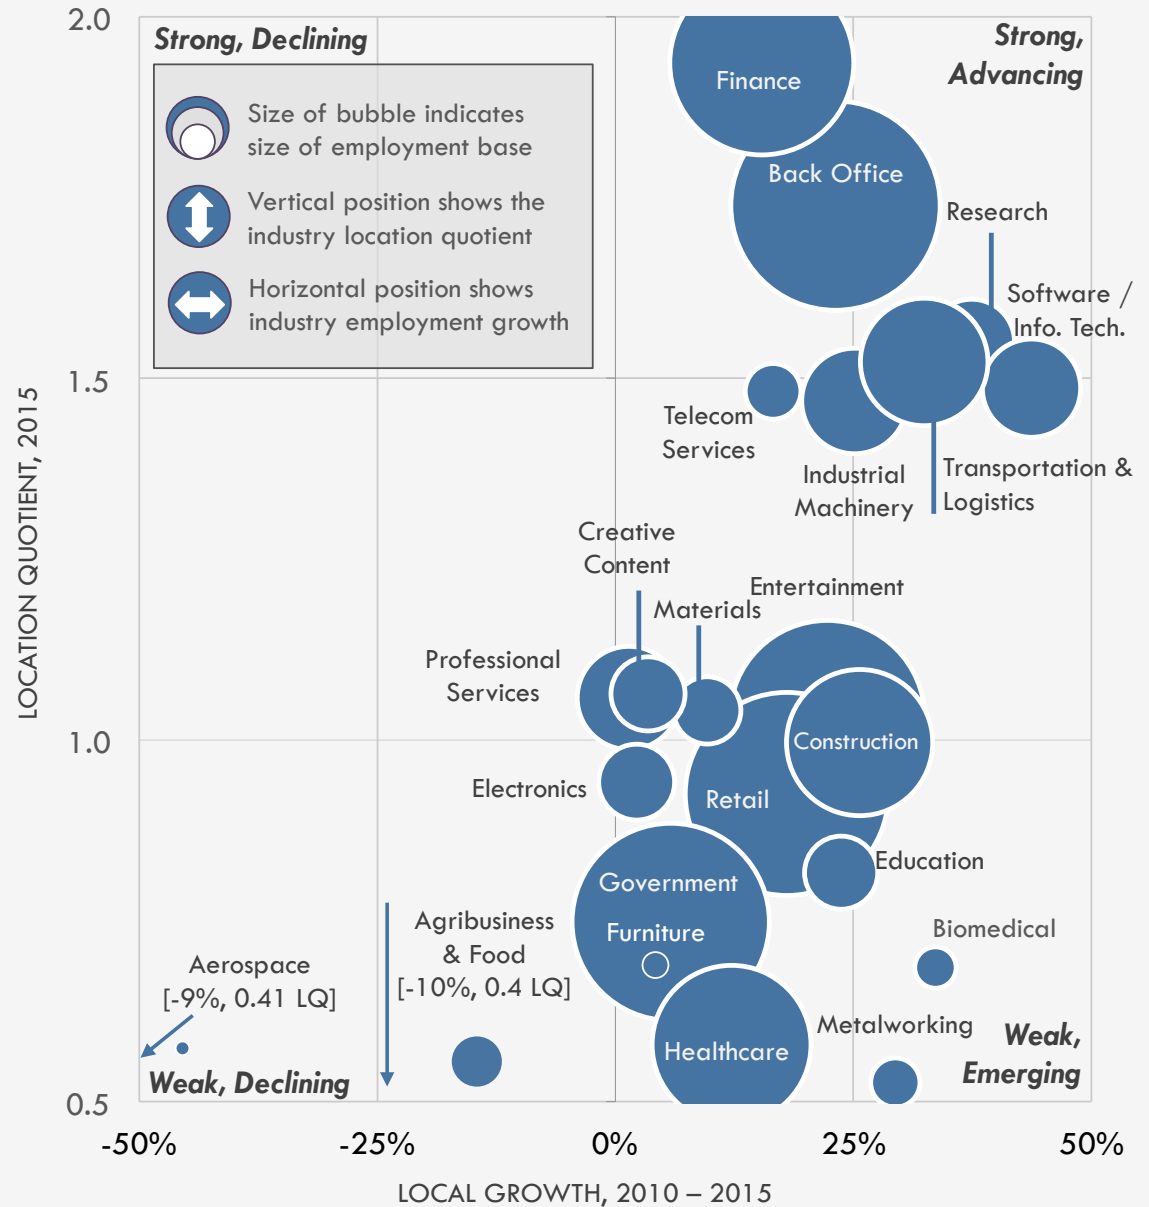 2.0
Strong, Declining
Strong,
Advancing
Size of bubble indicates
size of employment base
Vertical position shows the
industry location quotient
Horizontal position shows
industry employment growth
Finance
Back Office
Research
Software /
Info. Tech.
LOCATION QUOTIENT, 2015
1.5
Telecom
Services
Industrial
Machinery
Transportation &
Logistics
Creative
Content
Materials
Entertainment
Professional
Services
1.0
Construction
Electronics
Retail
Education
Government
Furniture
Biomedical
Agribusiness
& Food
[-10%, 0.4 LQ]
Aerospace
[-9%, 0.41 LQ]
Healthcare
Metalworking
Weak,
Emerging
Weak, Declining
0.5
-50%
-25%
0%
25%
50%
LOCAL GROWTH, 2010 – 2015